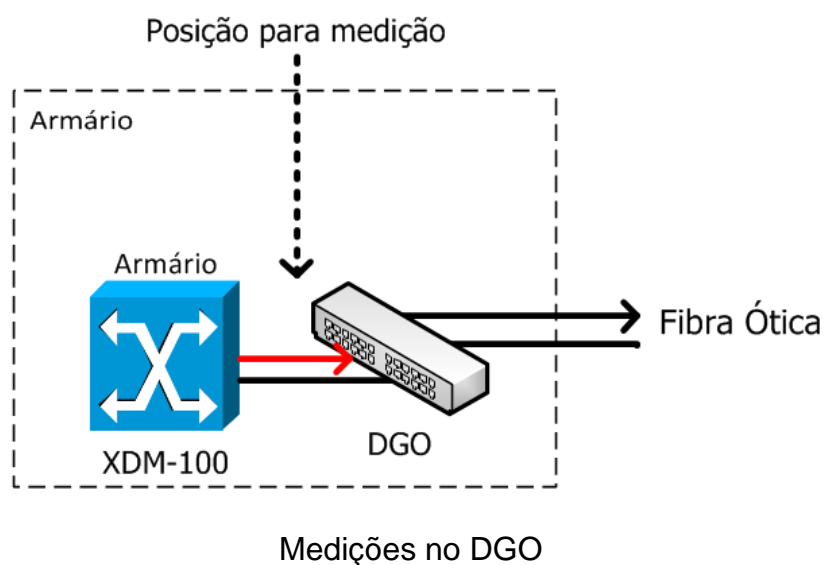 Posição para medição
Armário
Armário
Fibra Ótica
DGO
XDM-100
Medições no DGO